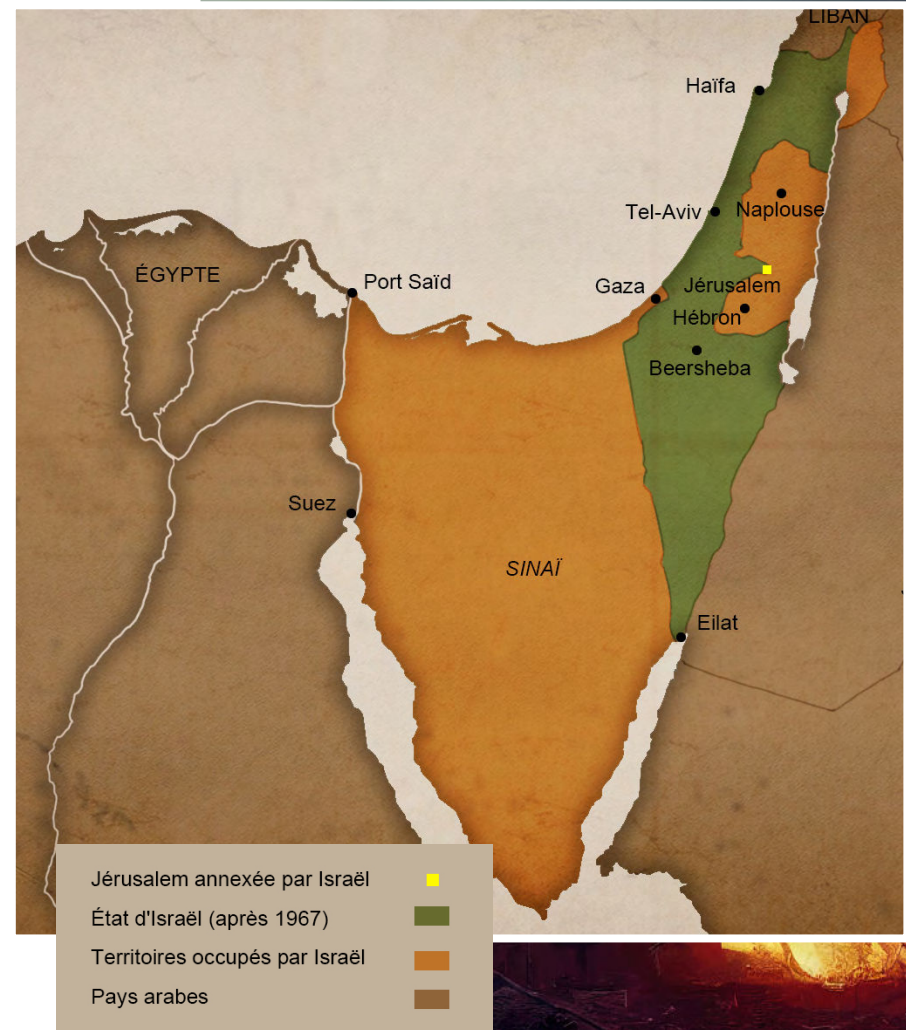 LIBAN
Haïfa
Tel-Aviv
Naplouse
ÉGYPTE
Port Saïd
Gaza
Jérusalem
Hébron
Beersheba
Suez
SINAÏ
Eilat
Jérusalem annexée par Israël
État d'Israël (après 1967)
Territoires occupés par Israël
Pays arabes